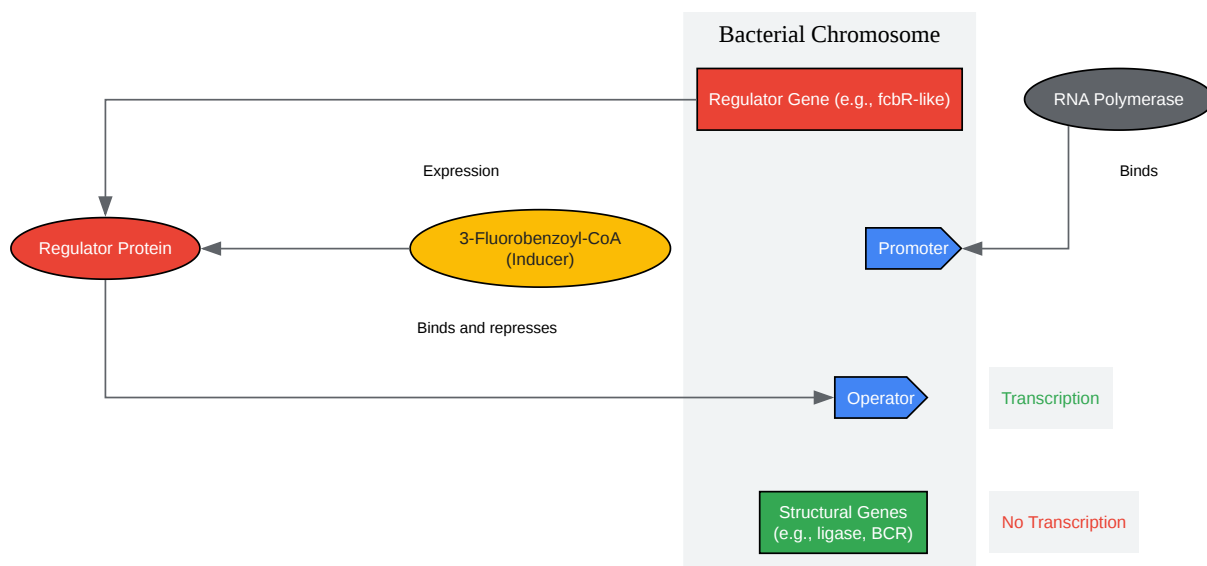 Bacterial Chromosome
Regulator Gene (e.g., fcbR-like)
RNA Polymerase
Expression
Binds
Regulator Protein
3-Fluorobenzoyl-CoA
(Inducer)
Promoter
Binds and represses
Operator
Transcription
Structural Genes
(e.g., ligase, BCR)
No Transcription